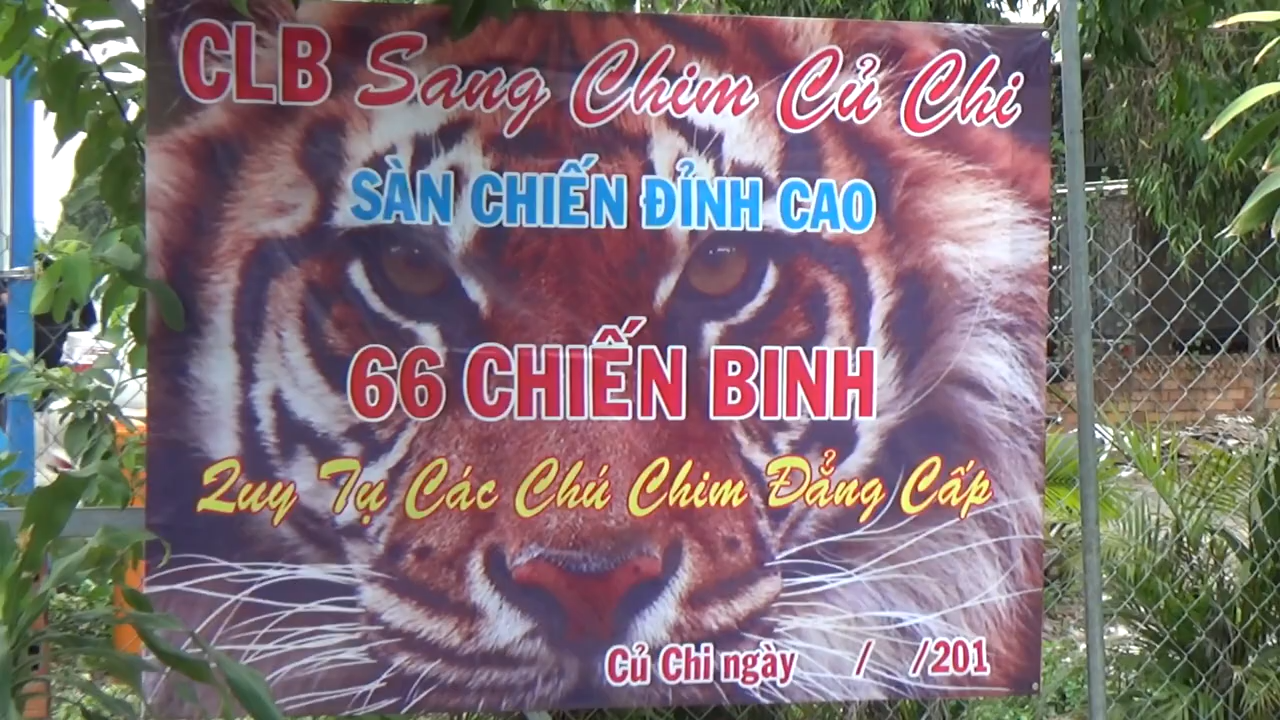 CLB Sang Chim Củ Chi
SÀN CHIẾN ĐỈNH CAO
66 CHIẾN BINH
Quy Tụ Các Chú Chim Đẳng Cấp
Củ Chi ngày / /201